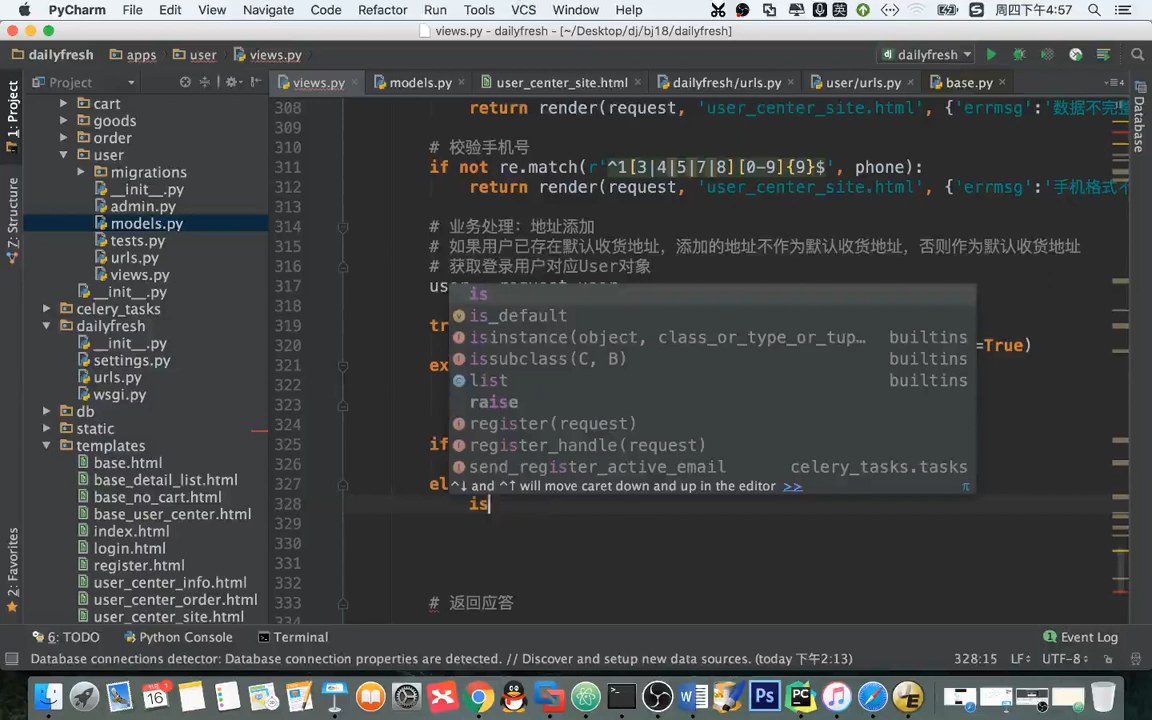 PyCharm File Edit View Navigate Code Refactor Run Tools VCS Window Help 周四下午4:57
views.py - dailyfresh - [~/Desktop/dj/bj18/dailyfresh]
dailyfresh apps user views.py dailyfresh
Project views.py models.py user_center_site.html dailyfresh/urls.py user/urls.py base.py
1: Project
7: Structure
2: Favorites
Database
cart
goods
order
user
migrations
__init__.py
admin.py
models.py
tests.py
urls.py
views.py
__init__.py
celery_tasks
dailyfresh
__init__.py
settings.py
urls.py
wsgi.py
db
static
templates
base.html
base_detail_list.html
base_no_cart.html
base_user_center.html
index.html
login.html
register.html
user_center_info.html
user_center_order.html
user_center_site.html
308 return render(request, 'user_center_site.html', {'errmsg':'数据不完整
309
310 # 校验手机号
311 if not re.match(r'^1[3|4|5|7|8][0-9]{9}$', phone):
312 return render(request, 'user_center_site.html', {'errmsg':'手机格式不
313
314 # 业务处理：地址添加
315 # 如果用户已存在默认收货地址，添加的地址不作为默认收货地址，否则作为默认收货地址
316 # 获取登录用户对应User对象
317 user = request.user
318
319 tr
320 =True)
321 ex
322
323
324
325 if
326
327 el
328 is
329
330
331
332
333 # 返回应答
334
is
is_default
isinstance(object, class_or_type_or_tup… builtins
issubclass(C, B) builtins
list builtins
raise
register(request)
register_handle(request)
send_register_active_email celery_tasks.tasks
^↓ and ^↑ will move caret down and up in the editor >> π
6: TODO Python Console Terminal 1 Event Log
Database connections detector: Database connection properties are detected. // Discover and setup new data sources. (today 下午2:13) 328:15 LF÷ UTF-8÷